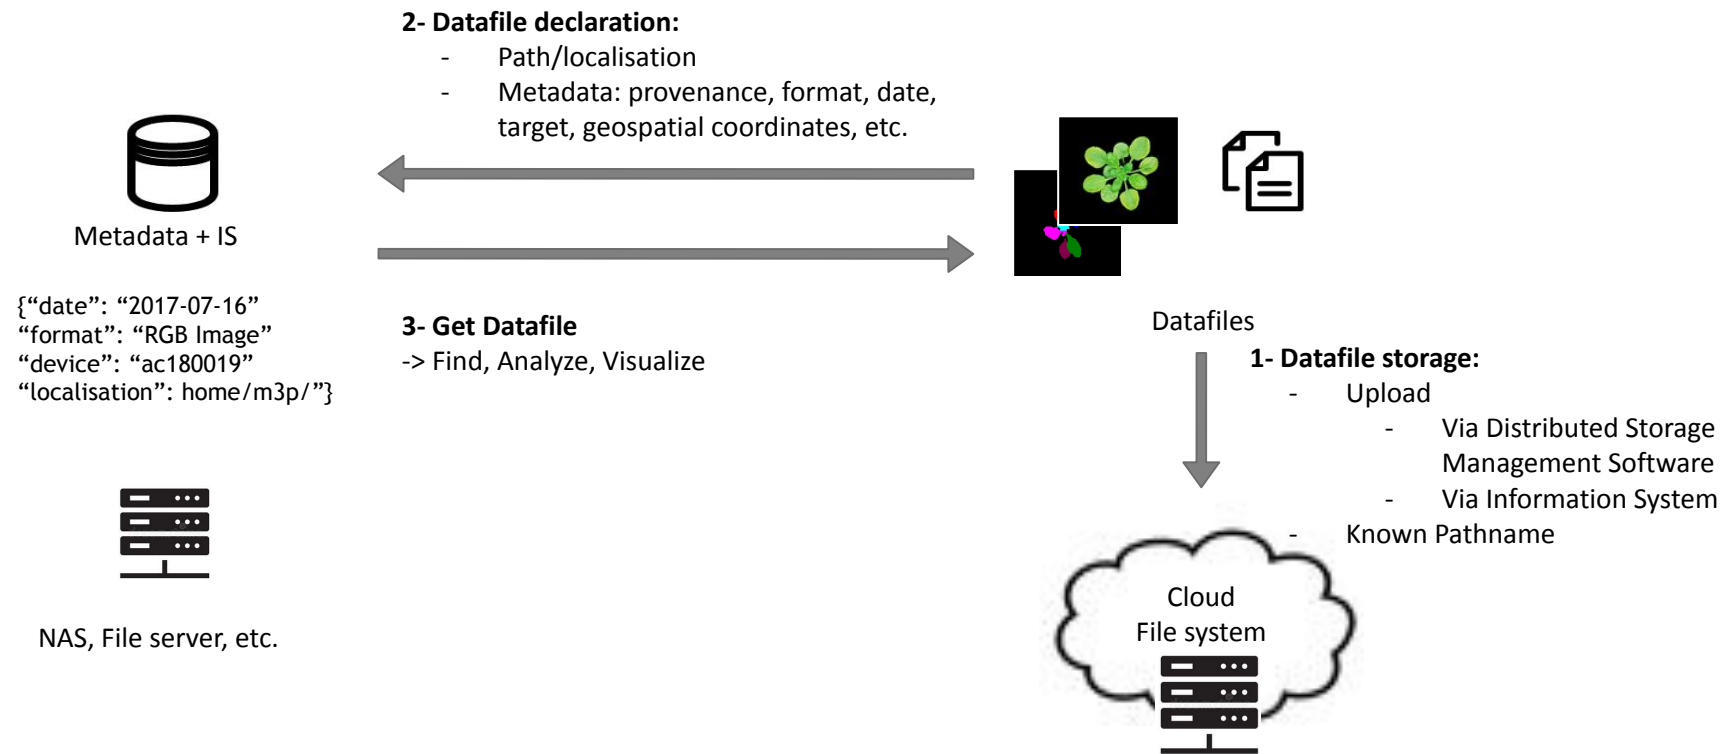 2- Datafile declaration:
- Path/localisation
- Metadata: provenance, format, date,
target, geospatial coordinates, etc.
Metadata + IS
{“date”: “2017-07-16”
“format”: “RGB Image”
“device”: “ac180019”
“localisation”: home/m3p/”}
3- Get Datafile
-> Find, Analyze, Visualize
Datafiles
1- Datafile storage:
- Upload
- Via Distributed Storage
Management Software
- Via Information System
- Known Pathname
NAS, File server, etc.
Cloud
File system